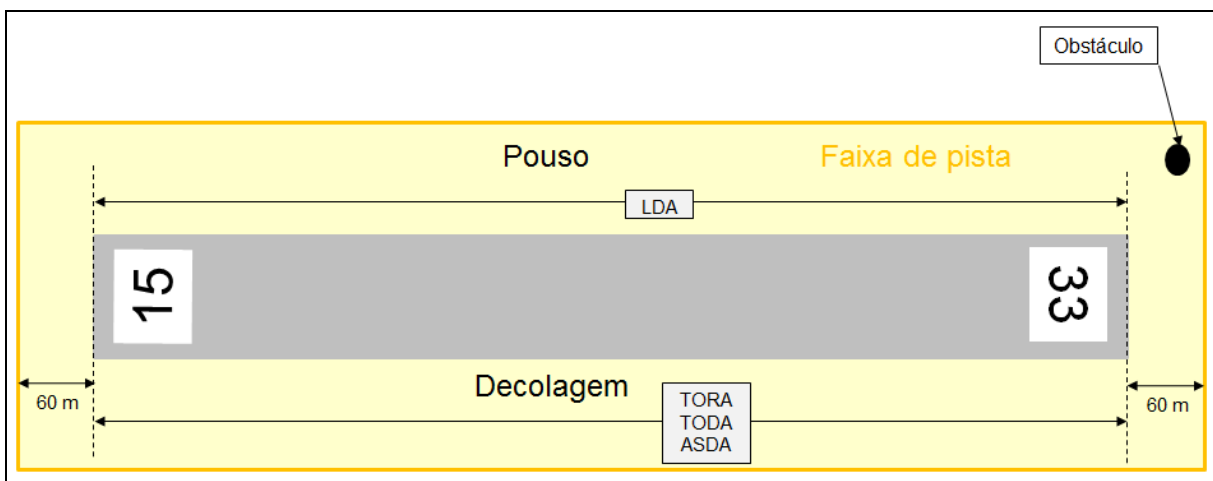 Obstáculo
Pouso
Faixa de pista
LDA
15
33
60 m
Decolagem
TORA
TODA
ASDA
60 m